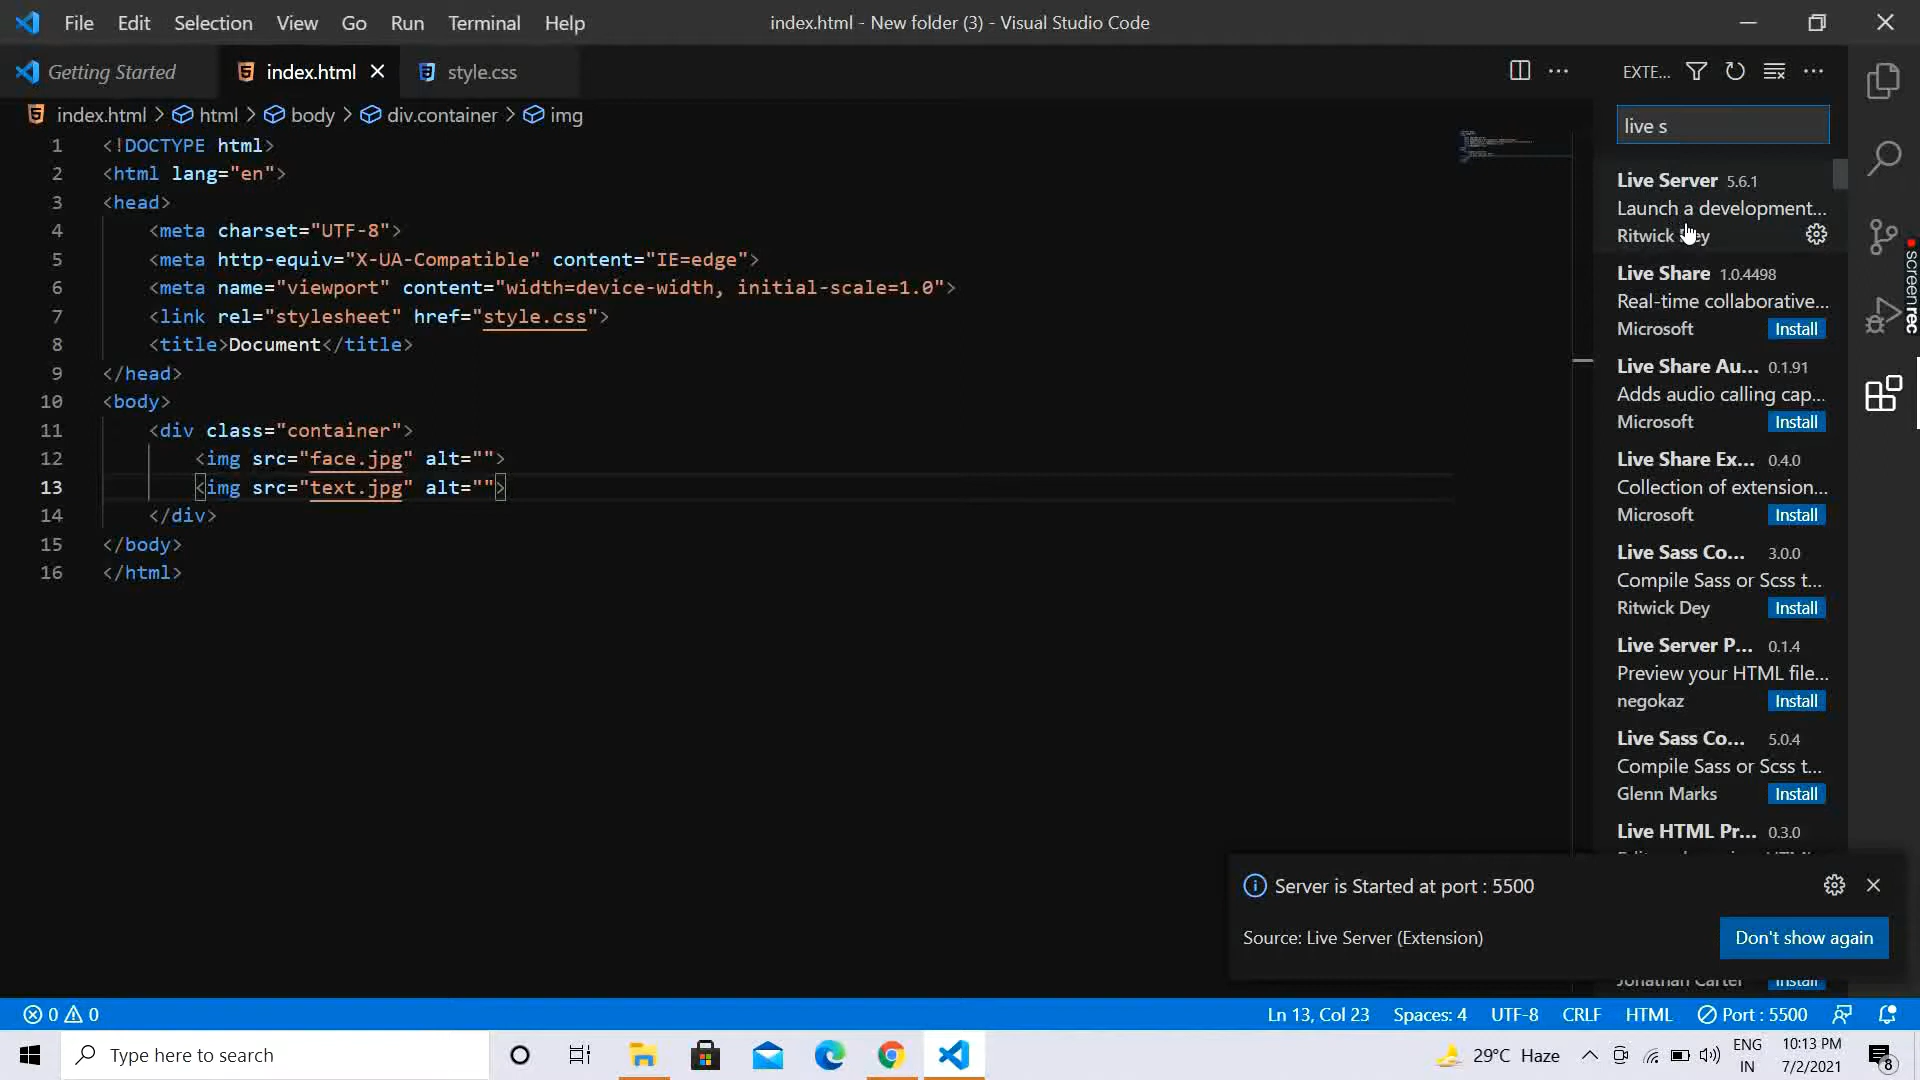 File Edit Selection View Go Run Terminal Help
index.html - New folder (3) - Visual Studio Code
Getting Started
index.html
style.css
index.html > html > body > div.container > img
1 <!DOCTYPE html>
2 <html lang="en">
3 <head>
4 <meta charset="UTF-8">
5 <meta http-equiv="X-UA-Compatible" content="IE=edge">
6 <meta name="viewport" content="width=device-width, initial-scale=1.0">
7 <link rel="stylesheet" href="style.css">
8 <title>Document</title>
9 </head>
10 <body>
11 <div class="container">
12 <img src="face.jpg" alt="">
13 <img src="text.jpg" alt="">
14 </div>
15 </body>
16 </html>
EXTE...
live s
Live Server 5.6.1
Launch a development...
Ritwick
Live Share 1.0.4498
Real-time collaborative...
Microsoft Install
Live Share Au... 0.1.91
Adds audio calling cap...
Microsoft Install
Live Share Ex... 0.4.0
Collection of extension...
Microsoft Install
Live Sass Co... 3.0.0
Compile Sass or Scss t...
Ritwick Dey Install
Live Server P... 0.1.4
Preview your HTML file...
negokaz Install
Live Sass Co... 5.0.4
Compile Sass or Scss t...
Glenn Marks Install
Live HTML Pr... 0.3.0
Server is Started at port : 5500
Source: Live Server (Extension)
Don't show again
Jonathan Carter Install
screenrec
0 0
Ln 13, Col 23 Spaces: 4 UTF-8 CRLF HTML Port : 5500
Type here to search
29°C Haze
ENG
IN
10:13 PM
7/2/2021
8